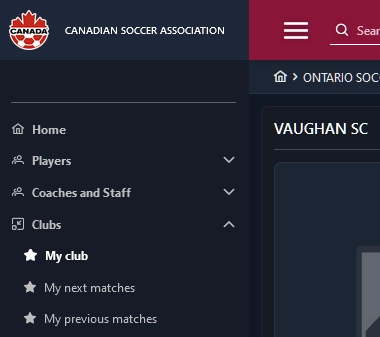 CANADA
CANADIAN SOCCER ASSOCIATION
Sear
ONTARIO SOC
Home
Players
Coaches and Staff
Clubs
My club
My next matches
My previous matches
VAUGHAN SC